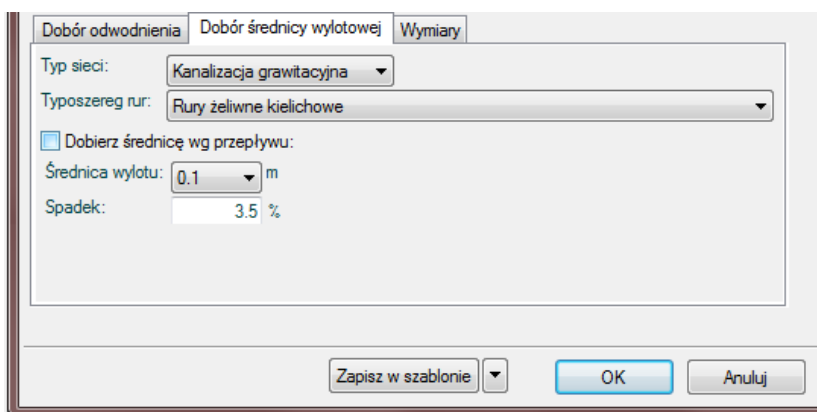 Dobór odwodnienia Dobór średnicy wylotowej Wymiary
Typ sieci: Kanalizacja grawitacyjna
Typoszereg rur: Rury żeliwne kielichowe
Dobierz średnicę wg przepływu:
Średnica wylotu: 0.1 m
Spadek: 3.5 %
Zapisz w szablonie OK Anuluj